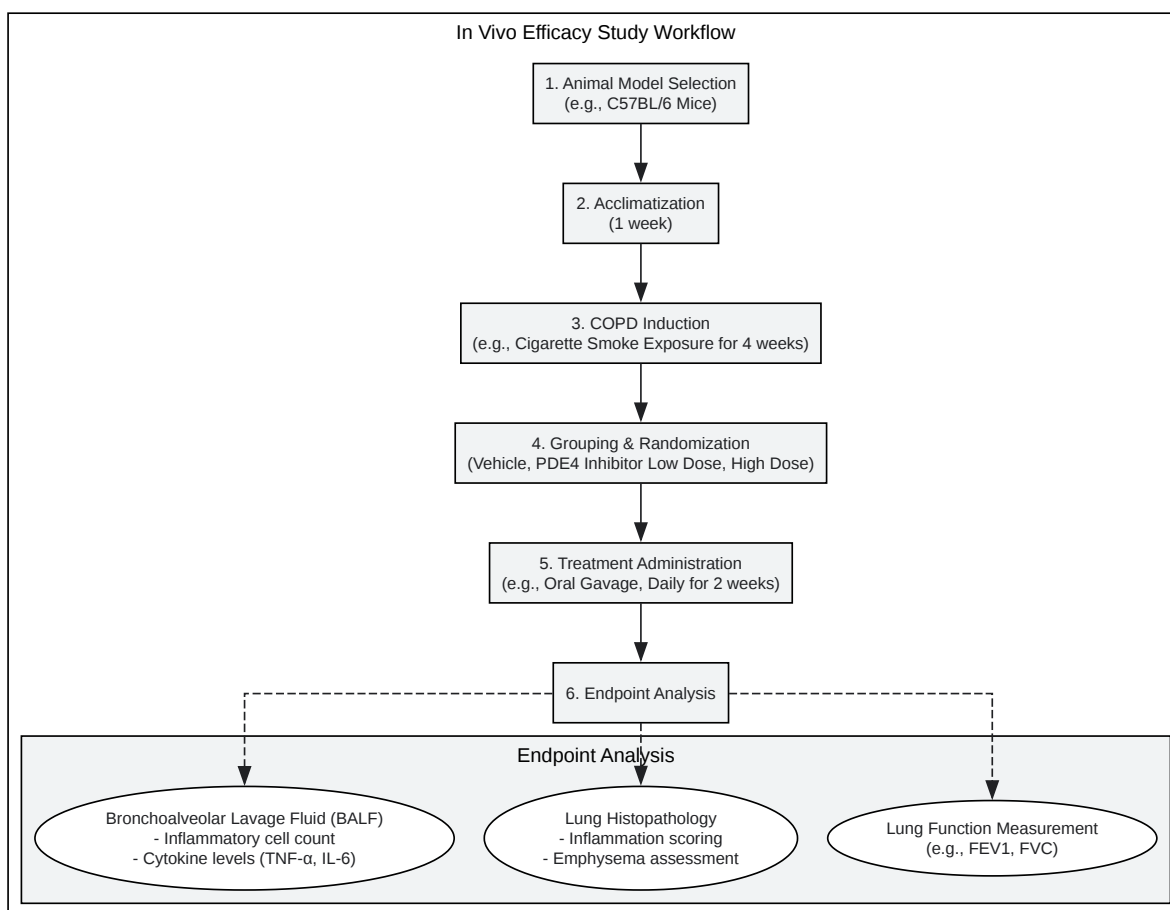 In Vivo Efficacy Study Workflow
1. Animal Model Selection
(e.g., C57BL/6 Mice)
2. Acclimatization
(1 week)
3. COPD Induction
(e.g., Cigarette Smoke Exposure for 4 weeks)
4. Grouping & Randomization
(Vehicle, PDE4 Inhibitor Low Dose, High Dose)
5. Treatment Administration
(e.g., Oral Gavage, Daily for 2 weeks)
6. Endpoint Analysis
Endpoint Analysis
Bronchoalveolar Lavage Fluid (BALF)
- Inflammatory cell count
- Cytokine levels (TNF-α, IL-6)
Lung Histopathology
- Inflammation scoring
- Emphysema assessment
Lung Function Measurement
(e.g., FEV1, FVC)